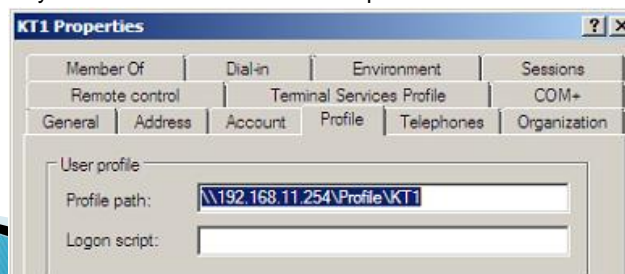 KT1 Properties
Member Of Dial-in Environment Sessions
Remote control Terminal Services Profile COM+
General Address Account Profile Telephones Organization
User profile
Profile path: \\192.168.11.254\Profile\KT1
Logon script: